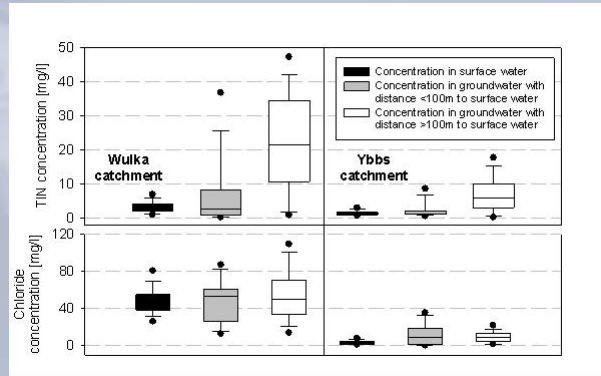 TIN concentration [mg/l]
50
40
30
20
10
0
Wulka
catchment
Ybbs
catchment
Concentration in surface water
Concentration in groundwater with
distance <100m to surface water
Concentration in groundwater with
distance >100m to surface water
Chloride
concentration [mg/l]
120
80
40
0